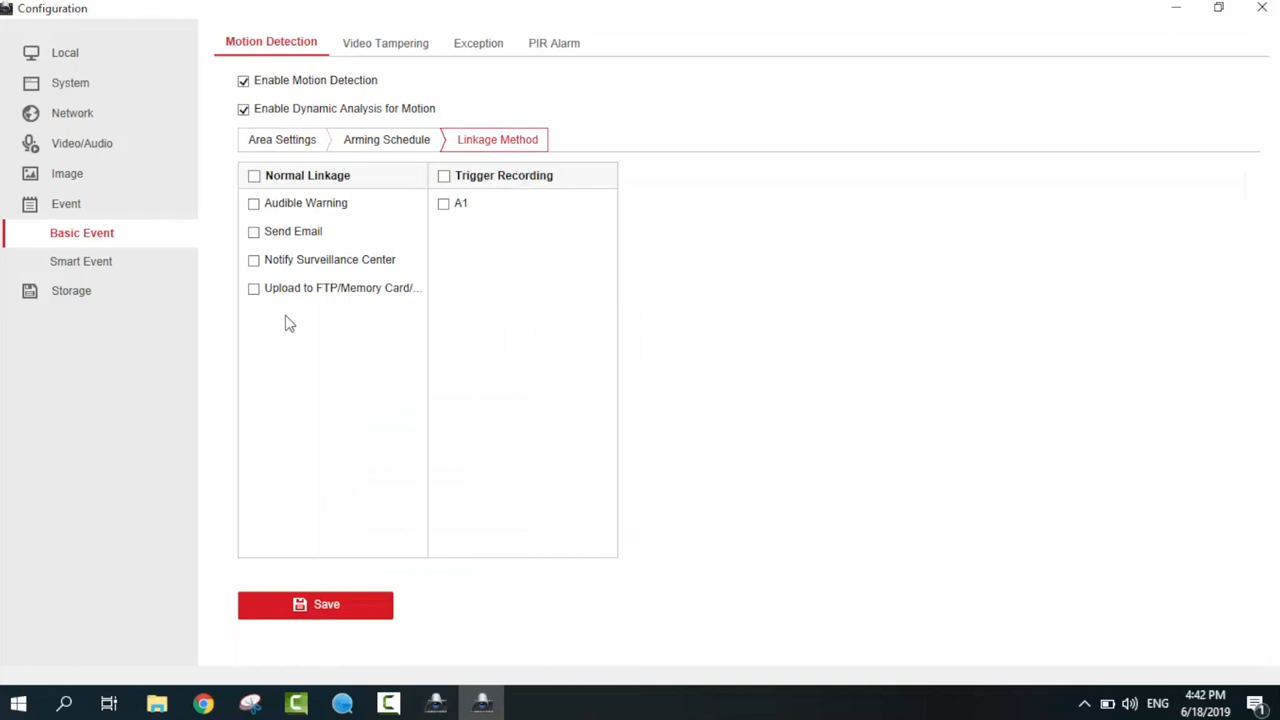 Configuration
Local
System
Network
Video/Audio
Image
Event
Basic Event
Smart Event
Storage
Motion Detection Video Tampering Exception PIR Alarm
Enable Motion Detection
Enable Dynamic Analysis for Motion
Area Settings Arming Schedule Linkage Method
Normal Linkage Trigger Recording
Audible Warning A1
Send Email
Notify Surveillance Center
Upload to FTP/Memory Card/...
Save
ENG
4:42 PM
6/18/2019
1